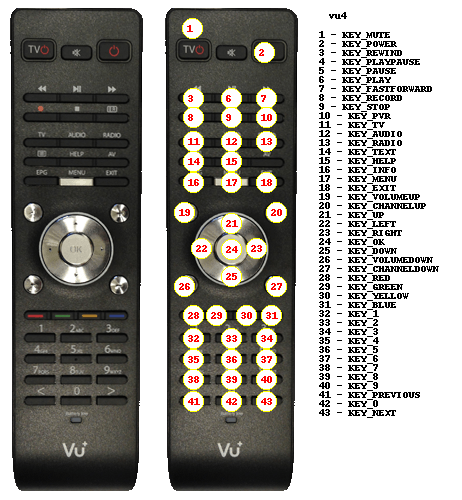 vu4
TV
1
2
3 6 7
8 9 10
TV AUDIO RADIO
11 12 13
HELP
14 15
EPG MENU EXIT
16 17 18
19 20
21
OK
22 24 23
25
26 27
28 29 30 31
1 2 3
32 33 34
4 5 6
35 36 37
7 8 9
38 39 40
0 >
41 42 43
Vu+
Vu+
1 - KEY_MUTE
2 - KEY_POWER
3 - KEY_REWIND
4 - KEY_PLAYPAUSE
5 - KEY_PAUSE
6 - KEY_PLAY
7 - KEY_FASTFORWARD
8 - KEY_RECORD
9 - KEY_STOP
10 - KEY_PVR
11 - KEY_TV
12 - KEY_AUDIO
13 - KEY_RADIO
14 - KEY_TEXT
15 - KEY_HELP
16 - KEY_INFO
17 - KEY_MENU
18 - KEY_EXIT
19 - KEY_VOLUMEUP
20 - KEY_CHANNELUP
21 - KEY_UP
22 - KEY_LEFT
23 - KEY_RIGHT
24 - KEY_OK
25 - KEY_DOWN
26 - KEY_VOLUMEDOWN
27 - KEY_CHANNELDOWN
28 - KEY_RED
29 - KEY_GREEN
30 - KEY_YELLOW
31 - KEY_BLUE
32 - KEY_1
33 - KEY_2
34 - KEY_3
35 - KEY_4
36 - KEY_5
37 - KEY_6
38 - KEY_7
39 - KEY_8
40 - KEY_9
41 - KEY_PREVIOUS
42 - KEY_0
43 - KEY_NEXT